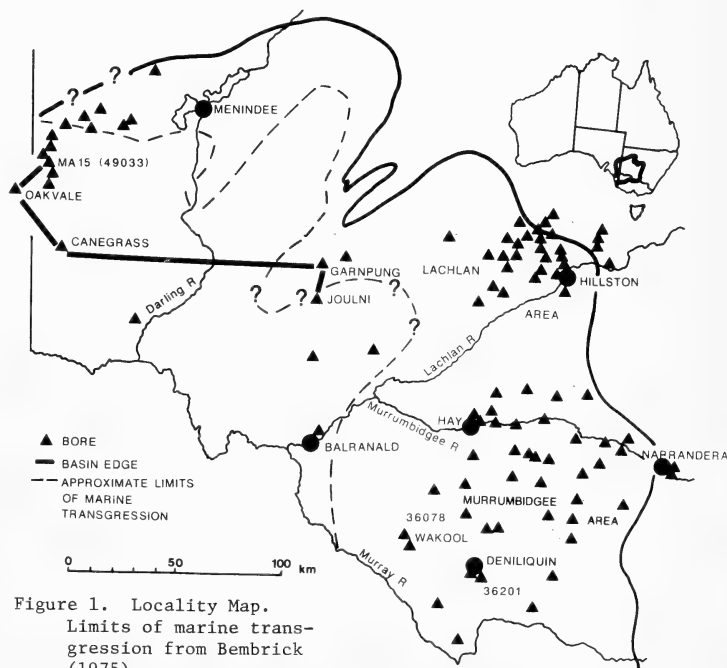 ?
?
MENINDEE
?
MA15 (49033)
OAKVALE
CANEGRASS
GARNPUNG
LACHLAN
HILLSTON
?
?
?
JOULNI
?
AREA
Darling R
Lachlan R
Murrumbidgee R
HAY
BALRANALD
NARRANDERA
BORE
BASIN EDGE
APPROXIMATE LIMITS
OF MARINE
TRANSGRESSION
MURRUMBIDGEE
AREA
36078
WAKOOL
DENILIQUIN
36201
Murray R
0 50 100 km
Figure 1. Locality Map.
Limits of marine trans-
gression from Bembrick
(1975)